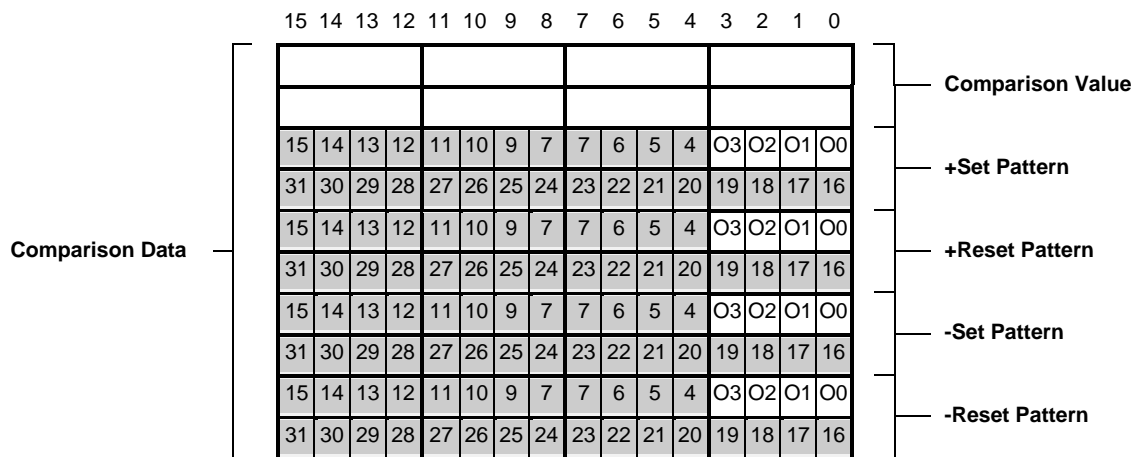 15 14 13 12 11 10 9 8 7 6 5 4 3 2 1 0
Comparison Value
15 14 13 12 11 10 9 7 7 6 5 4 O3 O2 O1 O0
+Set Pattern
31 30 29 28 27 26 25 24 23 22 21 20 19 18 17 16
15 14 13 12 11 10 9 7 7 6 5 4 O3 O2 O1 O0
Comparison Data
+Reset Pattern
31 30 29 28 27 26 25 24 23 22 21 20 19 18 17 16
15 14 13 12 11 10 9 7 7 6 5 4 O3 O2 O1 O0
-Set Pattern
31 30 29 28 27 26 25 24 23 22 21 20 19 18 17 16
15 14 13 12 11 10 9 7 7 6 5 4 O3 O2 O1 O0
-Reset Pattern
31 30 29 28 27 26 25 24 23 22 21 20 19 18 17 16